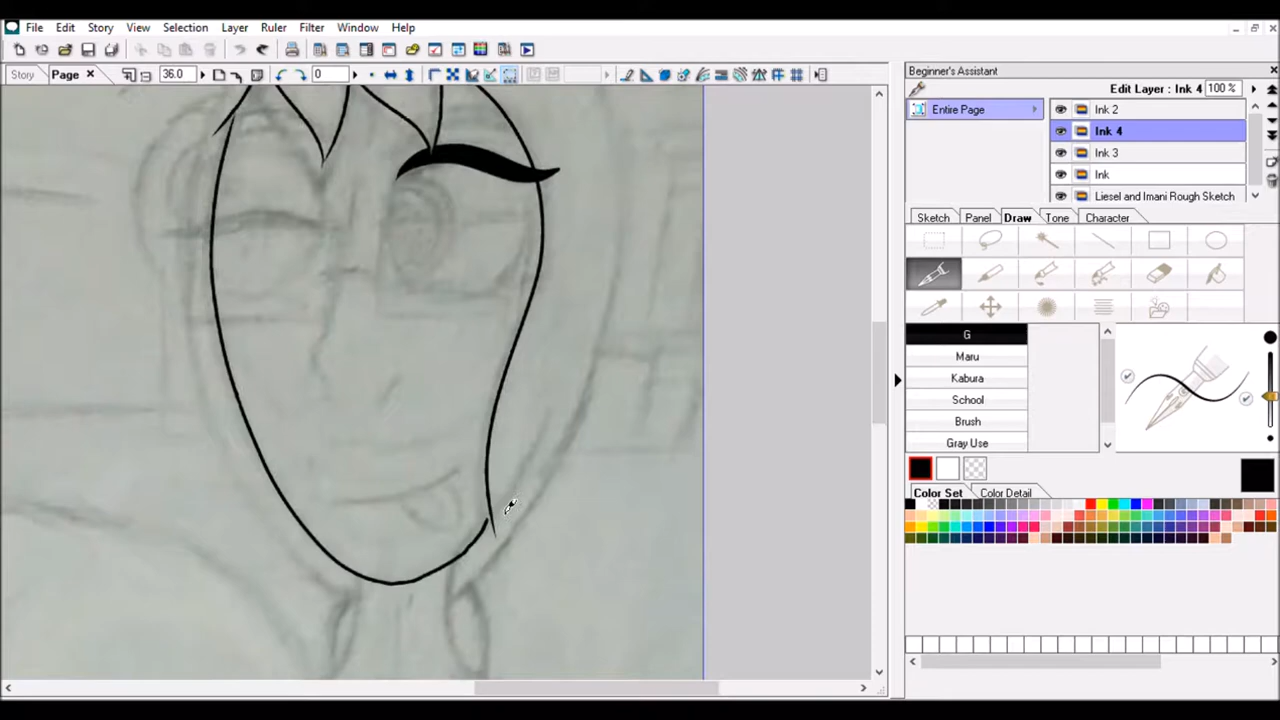 File Edit Story View Selection Layer Ruler Filter Window Help
Story Page 36.0 0
Beginner's Assistant
Edit Layer : Ink 4 100 %
Entire Page
Ink 2
Ink 4
Ink 3
Ink
Liesel and Imani Rough Sketch
Sketch Panel Draw Tone Character
G
Maru
Kabura
School
Brush
Gray Use
Color Set Color Detail